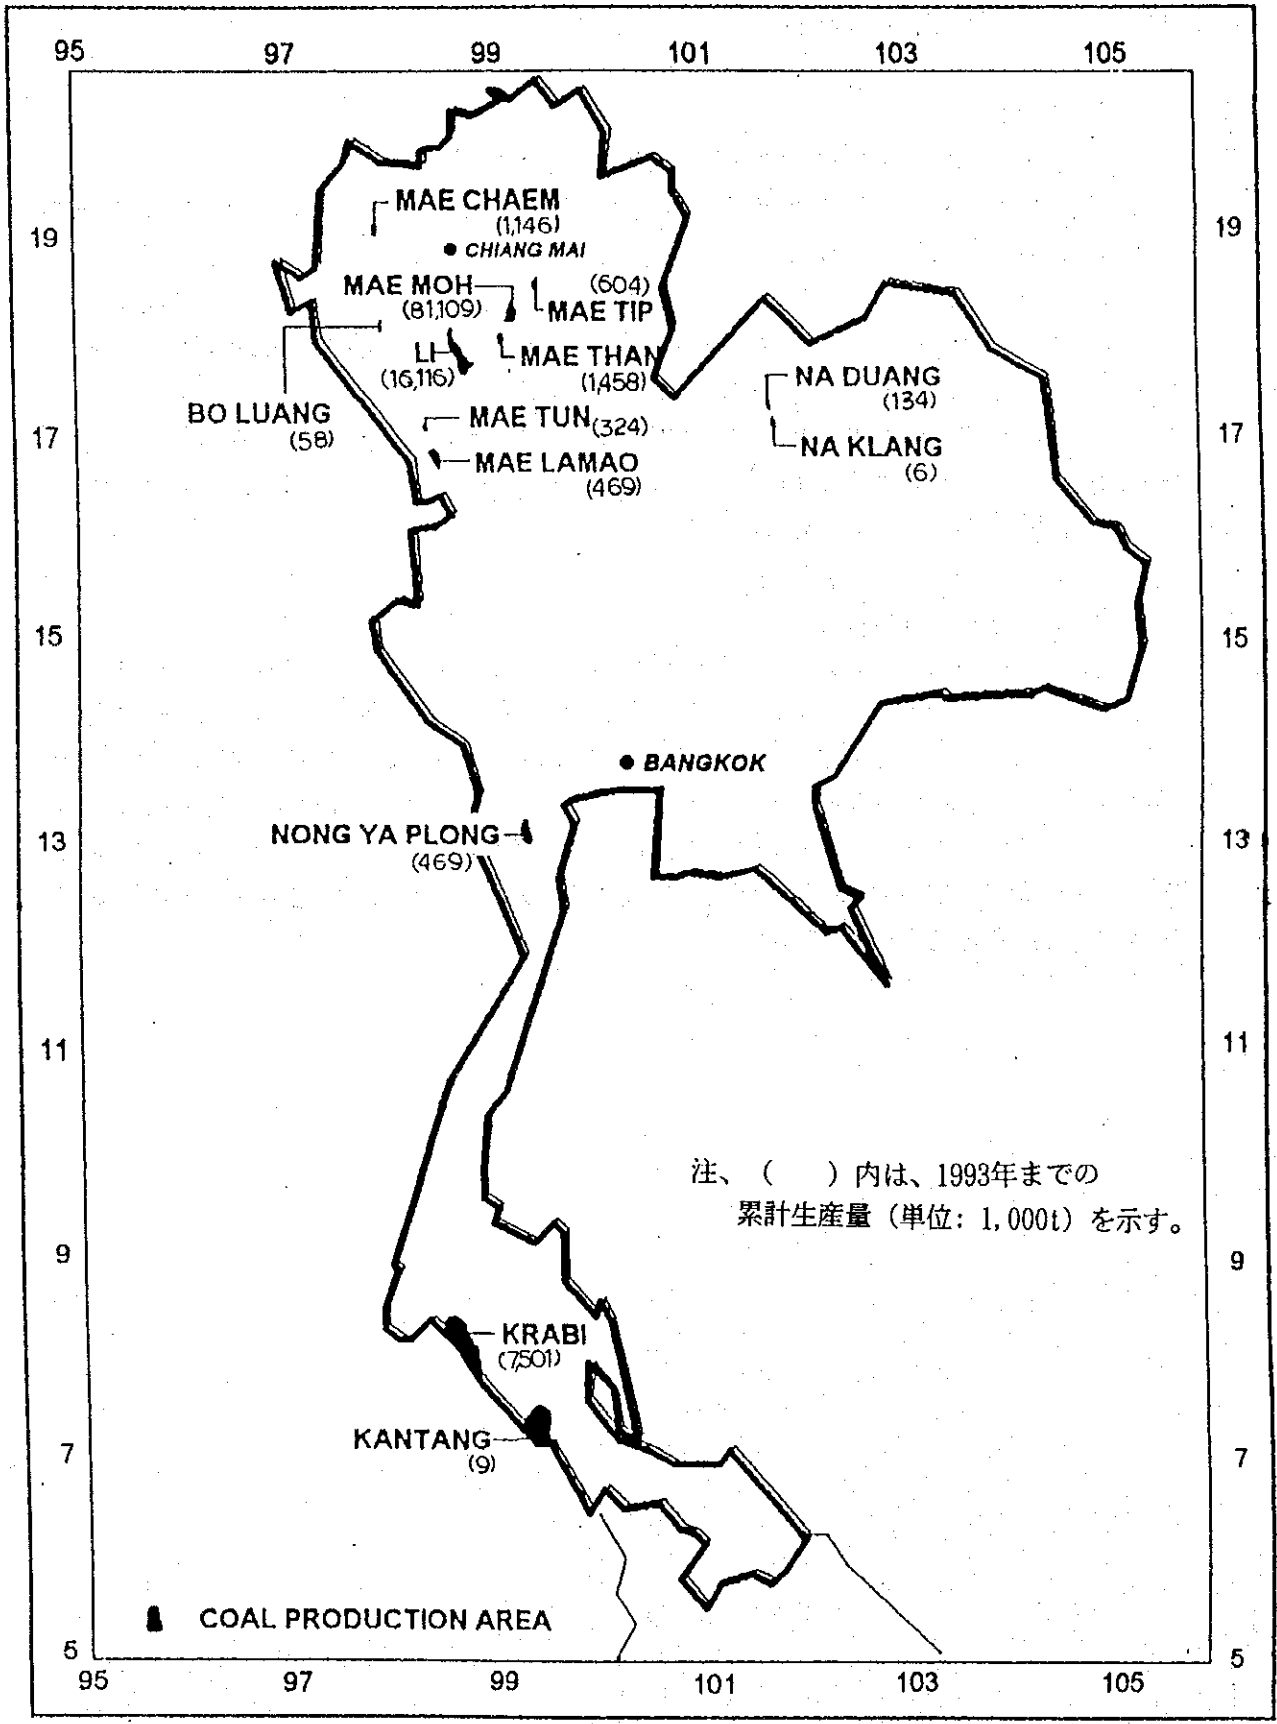 95 97 99 101 103 105
MAE CHAEM
(1,146)
19 19
CHIANG MAI
MAE MOH (604)
(81,109) MAE TIP
LI MAE THAN
(16,116) (1,458)
NA DUANG
(134)
BO LUANG MAE TUN (324)
(58)
17 17
NA KLANG
(6)
MAE LAMAO
(469)
15 15
BANGKOK
NONG YA PLONG
(469)
13 13
11 11
注、（　　）内は、1993年までの
累計生産量（単位: 1,000t）を示す。
9 9
KRABI
(7,501)
KANTANG
(9)
7 7
COAL PRODUCTION AREA
5 5
95 97 99 101 103 105